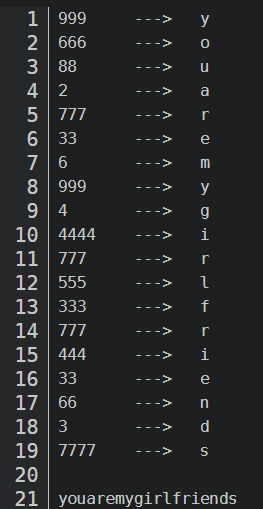 1 999 ---> y
2 666 ---> o
3 88 ---> u
4 2 ---> a
5 777 ---> r
6 33 ---> e
7 6 ---> m
8 999 ---> y
9 4 ---> g
10 4444 ---> i
11 777 ---> r
12 555 ---> l
13 333 ---> f
14 777 ---> r
15 444 ---> i
16 33 ---> e
17 66 ---> n
18 3 ---> d
19 7777 ---> s
20
21 youaremygirlfriends